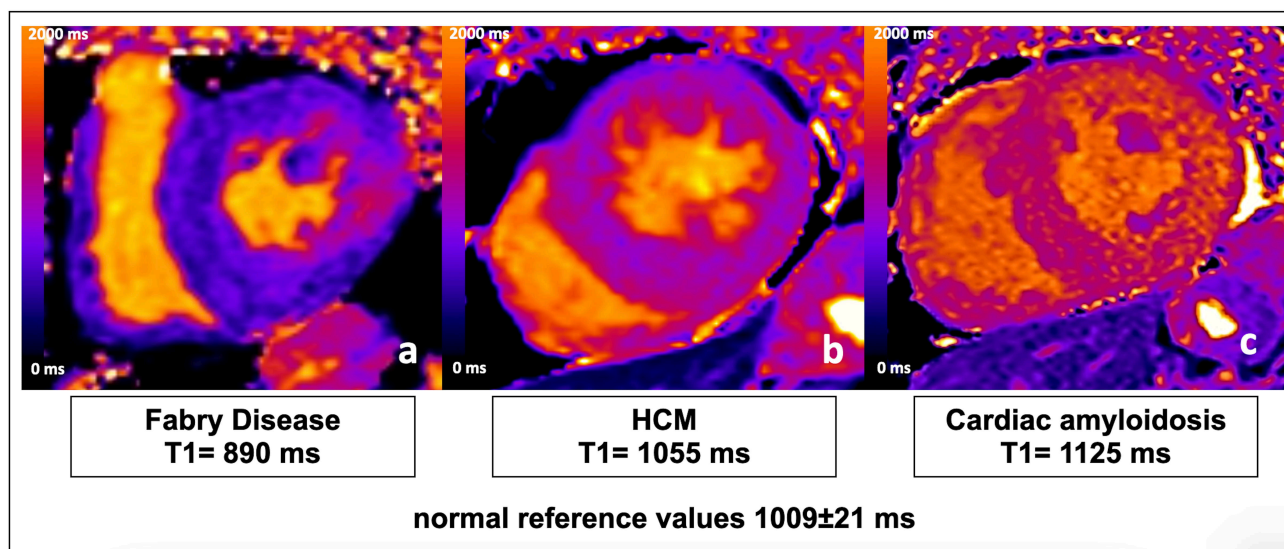 2000 ms
2000 ms
2000 ms
0 ms
a
0 ms
b
0 ms
c
Fabry Disease
T1= 890 ms
HCM
T1= 1055 ms
Cardiac amyloidosis
T1= 1125 ms
normal reference values 1009±21 ms